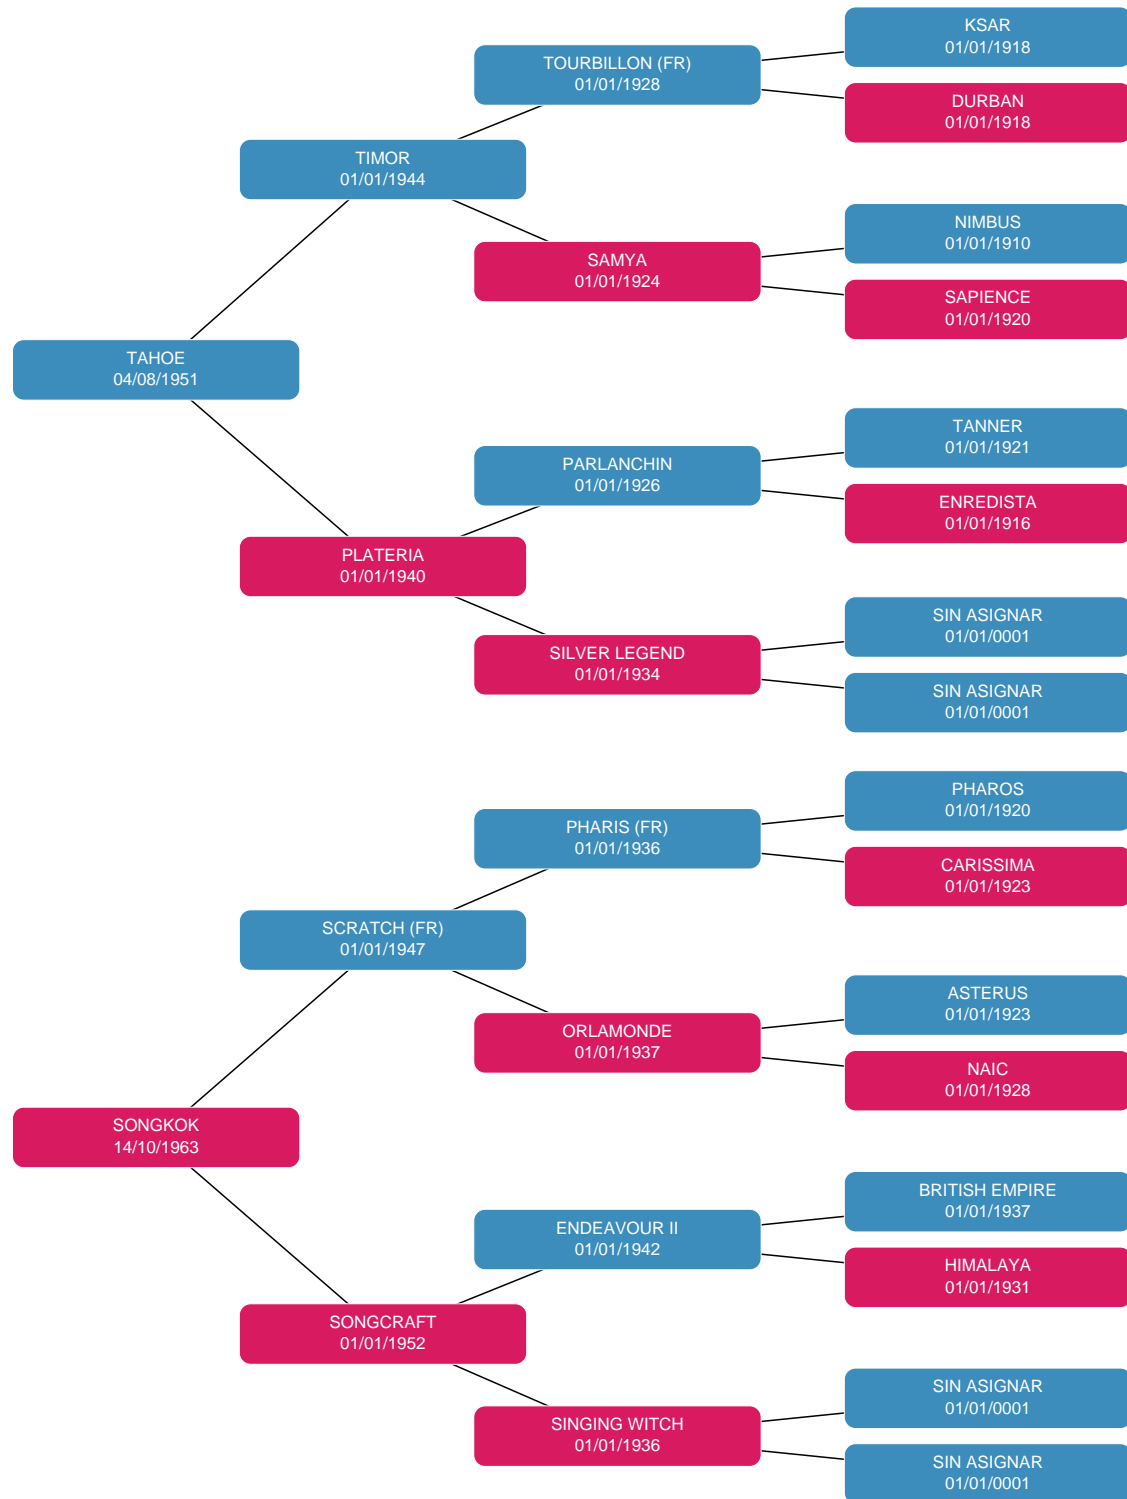 KSAR
01/01/1918
TOURBILLON (FR)
01/01/1928
DURBAN
01/01/1918
TIMOR
01/01/1944
NIMBUS
01/01/1910
SAMYA
01/01/1924
SAPIENCE
01/01/1920
TAHOE
04/08/1951
TANNER
01/01/1921
PARLANCHIN
01/01/1926
ENREDISTA
01/01/1916
PLATERIA
01/01/1940
SIN ASIGNAR
01/01/0001
SILVER LEGEND
01/01/1934
SIN ASIGNAR
01/01/0001
PHAROS
01/01/1920
PHARIS (FR)
01/01/1936
CARISSIMA
01/01/1923
SCRATCH (FR)
01/01/1947
ASTERUS
01/01/1923
ORLAMONDE
01/01/1937
NAIC
01/01/1928
SONGKOK
14/10/1963
BRITISH EMPIRE
01/01/1937
ENDEAVOUR II
01/01/1942
HIMALAYA
01/01/1931
SONGCRAFT
01/01/1952
SIN ASIGNAR
01/01/0001
SINGING WITCH
01/01/1936
SIN ASIGNAR
01/01/0001